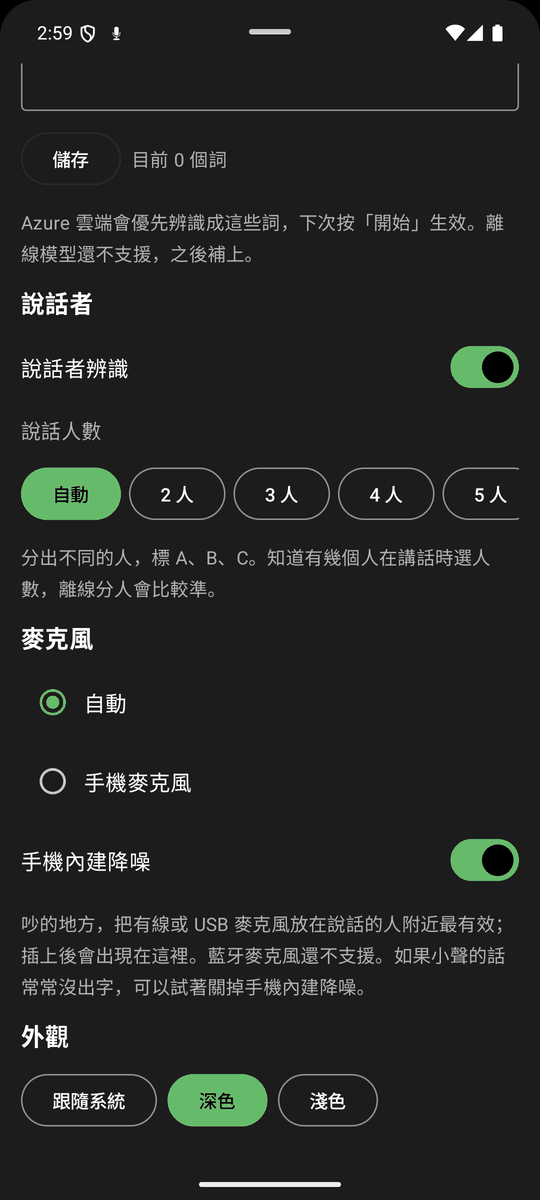 2:59
儲存 目前 0 個詞
Azure 雲端會優先辨識成這些詞，下次按「開始」生效。離
線模型還不支援，之後補上。
說話者
說話者辨識
說話人數
自動 2 人 3 人 4 人 5 人
分出不同的人，標 A、B、C。知道有幾個人在講話時選人
數，離線分人會比較準。
麥克風
自動
手機麥克風
手機內建降噪
吵的地方，把有線或 USB 麥克風放在說話的人附近最有效；
插上後會出現在這裡。藍牙麥克風還不支援。如果小聲的話
常常沒出字，可以試著關掉手機內建降噪。
外觀
跟隨系統 深色 淺色